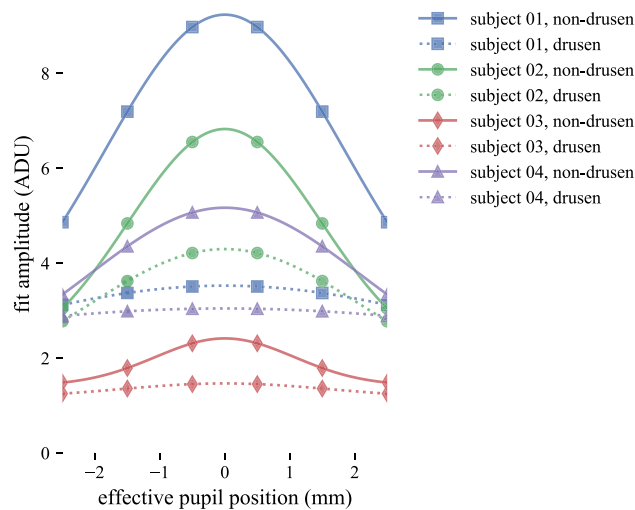 fit amplitude (ADU)
8
6
4
2
0
−2
−1
0
1
2
effective pupil position (mm)
subject 01, non-drusen
subject 01, drusen
subject 02, non-drusen
subject 02, drusen
subject 03, non-drusen
subject 03, drusen
subject 04, non-drusen
subject 04, drusen